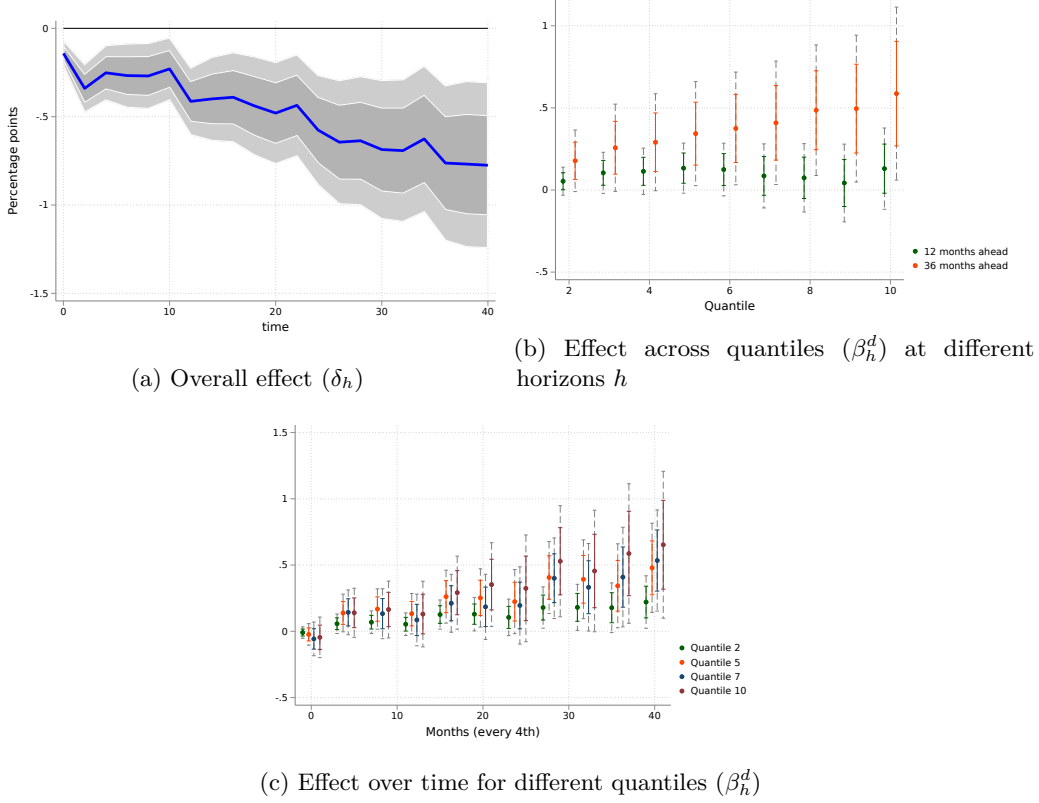 0
-.5
-1
-1.5
Percentage points
0 10 20 30 40
time
(a) Overall effect (δh)
1
.5
0
-.5
2 4 6 8 10
Quantile
12 months ahead
36 months ahead
(b) Effect across quantiles (β_h^d) at different
horizons h
1.5
1
.5
0
-.5
0 10 20 30 40
Months (every 4th)
Quantile 2
Quantile 5
Quantile 7
Quantile 10
(c) Effect over time for different quantiles (β_h^d)